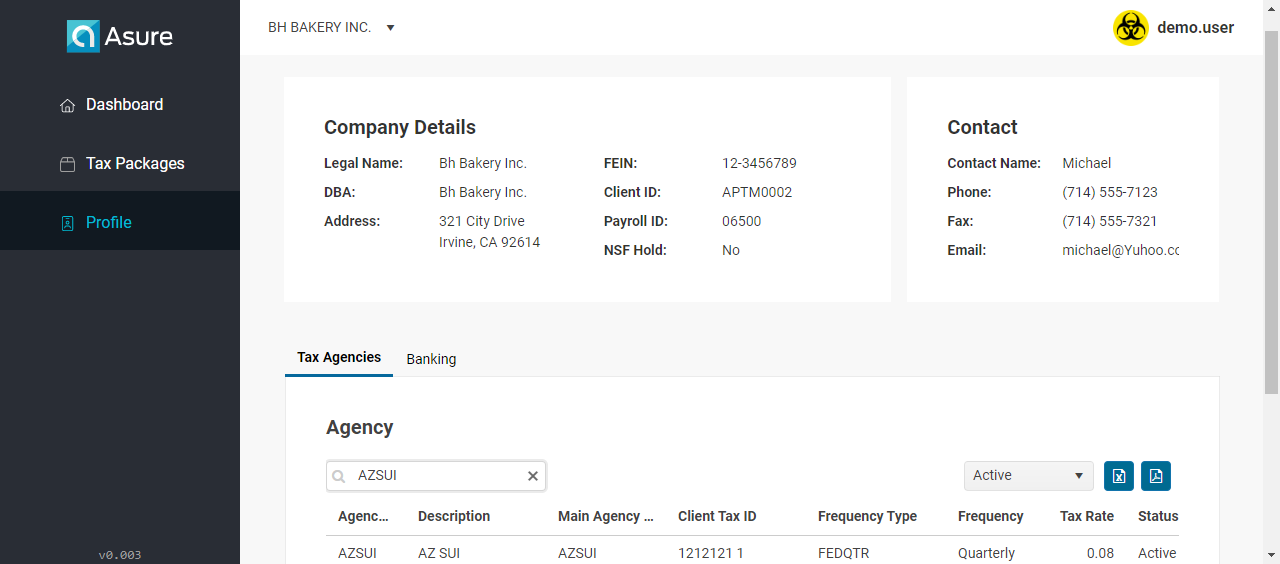 Asure
BH BAKERY INC.
demo.user
Dashboard
Tax Packages
Profile
v0.003
Company Details
Legal Name: Bh Bakery Inc. FEIN: 12-3456789
DBA: Bh Bakery Inc. Client ID: APTM0002
Address: 321 City Drive Payroll ID: 06500
Irvine, CA 92614
NSF Hold: No
Contact
Contact Name: Michael
Phone: (714) 555-7123
Fax: (714) 555-7321
Email: michael@Yuhoo.cc
Tax Agencies Banking
Agency
AZSUI
Active
Agenc... Description Main Agency ... Client Tax ID Frequency Type Frequency Tax Rate Status
AZSUI AZ SUI AZSUI 1212121 1 FEDQTR Quarterly 0.08 Active